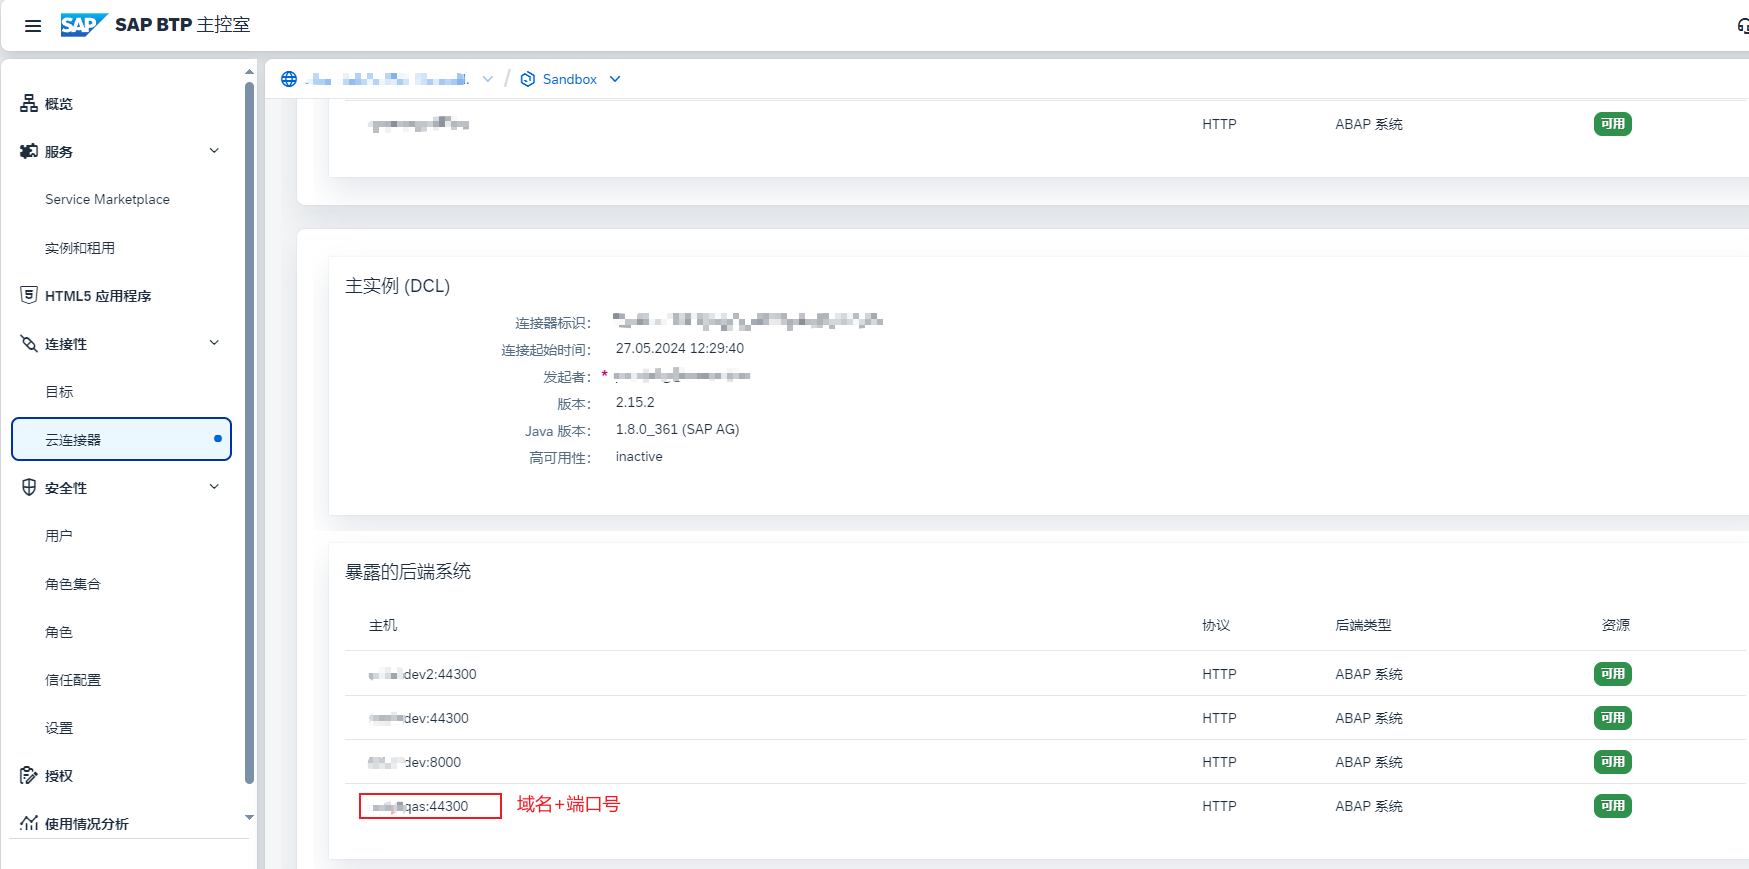 SAP SAP BTP 主控室
Sandbox
概览
服务
Service Marketplace
实例和租用
HTML5 应用程序
连接性
目标
云连接器
安全性
用户
角色集合
角色
信任配置
设置
授权
使用情况分析
HTTP ABAP 系统 可用
主实例 (DCL)
连接器标识:
连接起始时间: 27.05.2024 12:29:40
发起者: *
版本: 2.15.2
Java 版本: 1.8.0_361 (SAP AG)
高可用性: inactive
暴露的后端系统
主机 协议 后端类型 资源
dev2:44300 HTTP ABAP 系统 可用
dev:44300 HTTP ABAP 系统 可用
dev:8000 HTTP ABAP 系统 可用
qas:44300 域名+端口号 HTTP ABAP 系统 可用